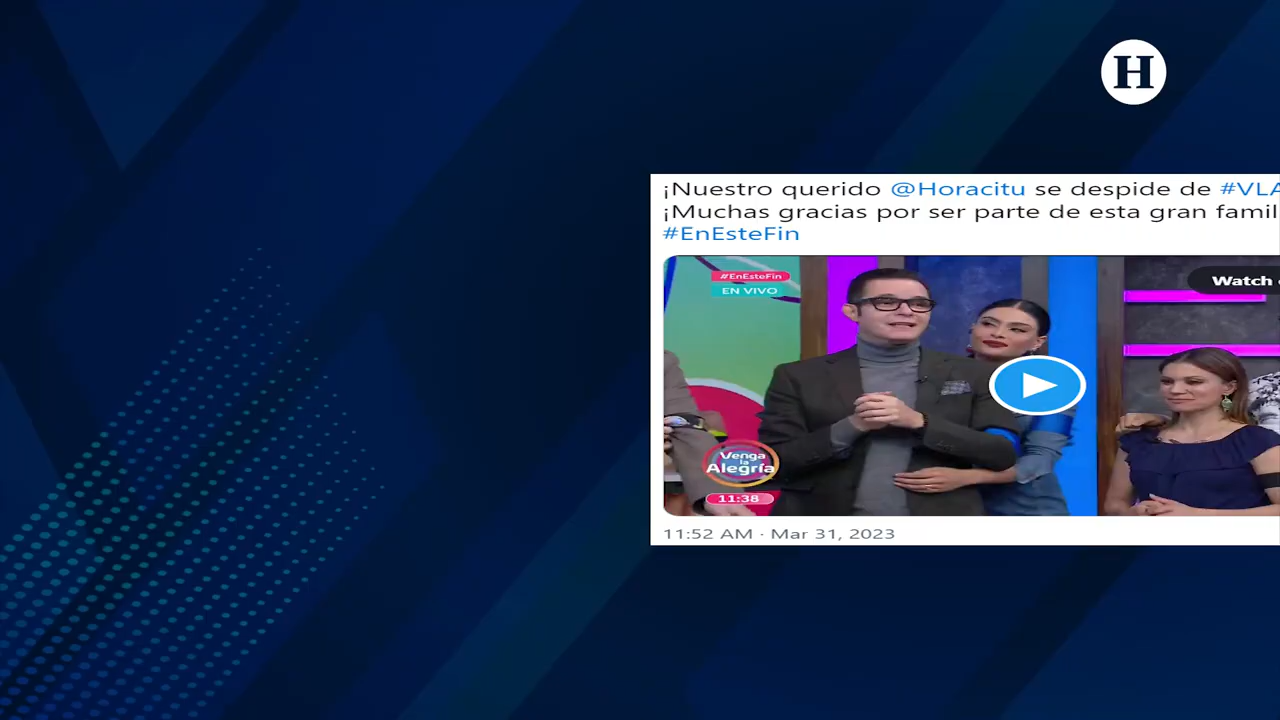 H
¡Nuestro querido @Horacitu se despide de #VLA
¡Muchas gracias por ser parte de esta gran famil
#EnEsteFin
#EnEsteFin
EN VIVO
Watch
Venga
la
Alegría
11:38
11:52 AM · Mar 31, 2023